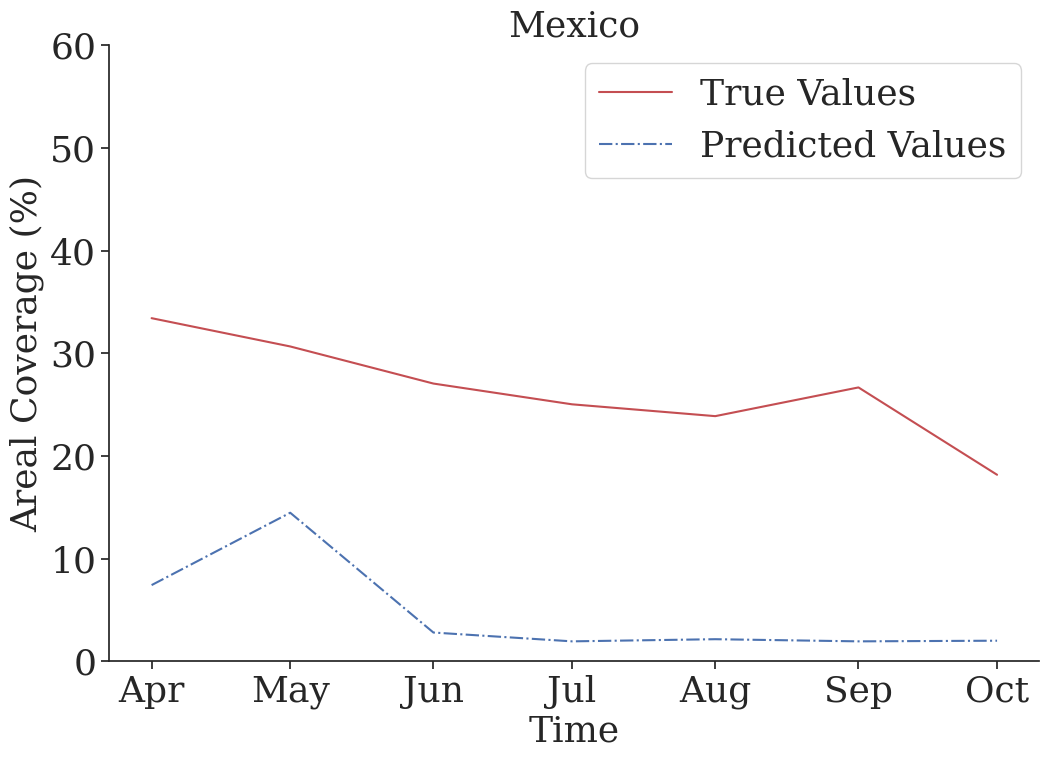 Mexico
60
50
40
30
20
10
0
Areal Coverage (%)
True Values
Predicted Values
Apr May Jun Jul Aug Sep Oct
Time